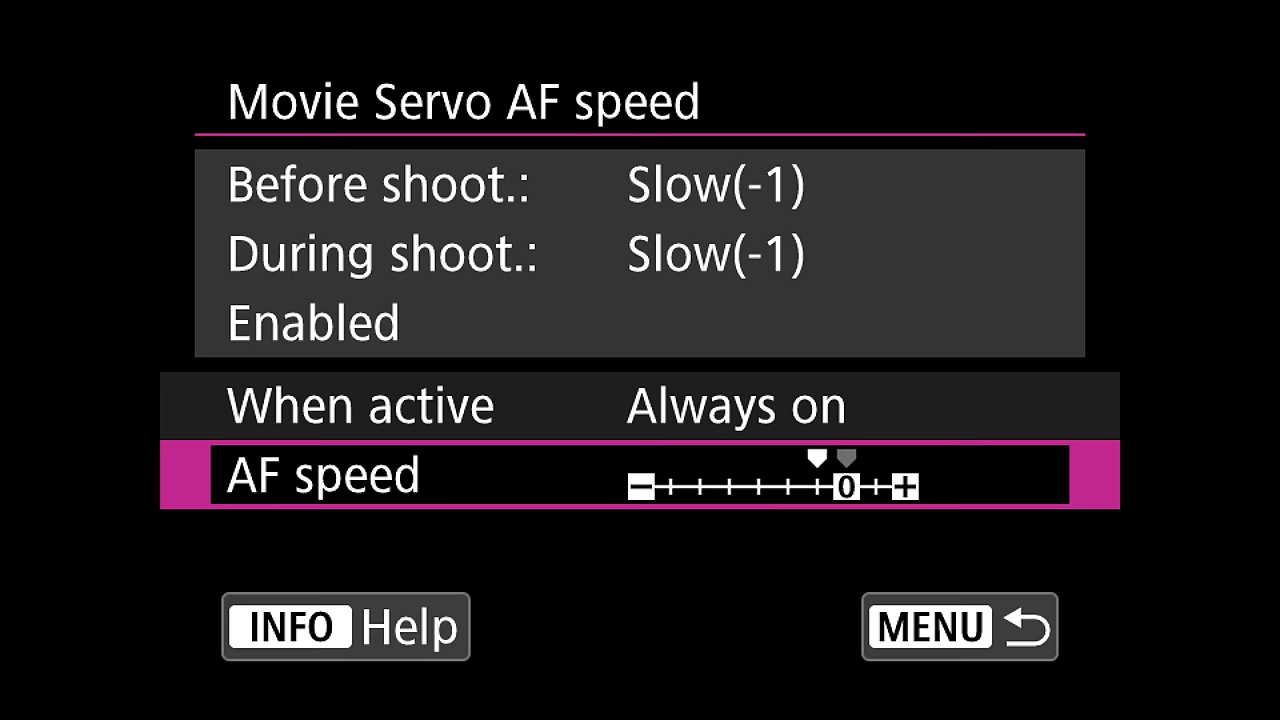 Movie Servo AF speed
Before shoot.: Slow(-1)
During shoot.: Slow(-1)
Enabled
When active Always on
AF speed − 0 +
INFO Help MENU